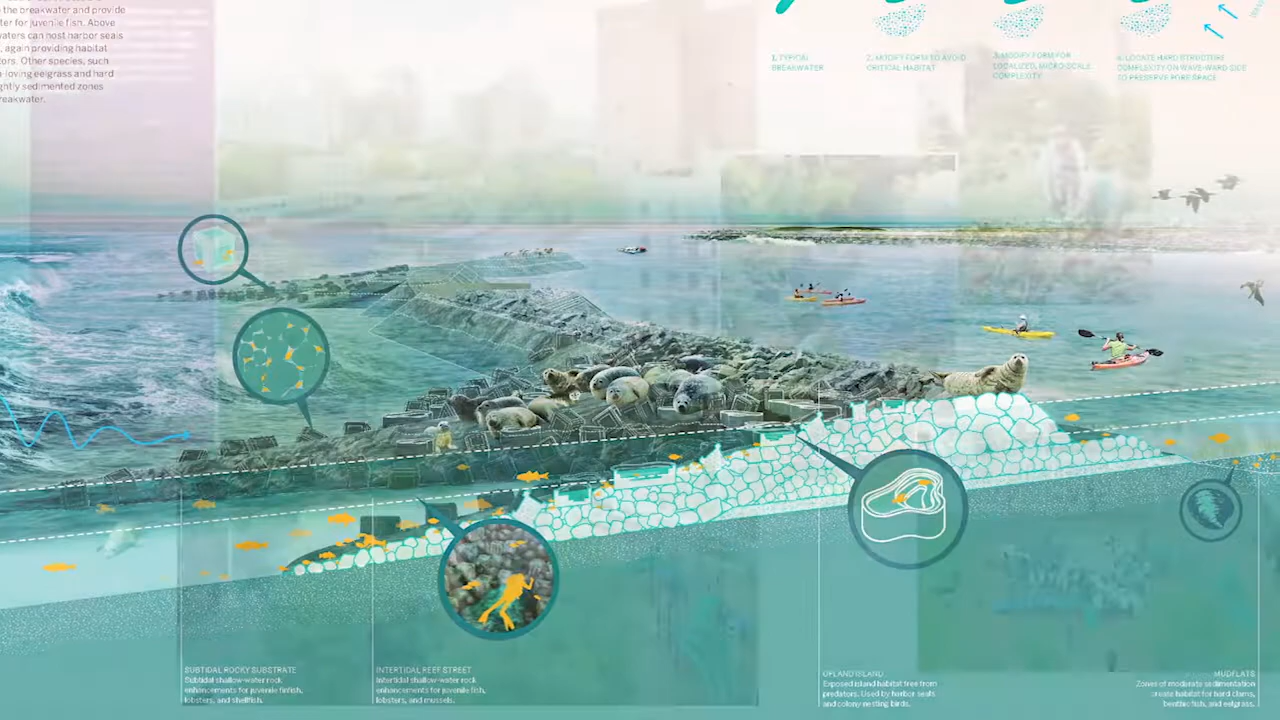 the breakwater and provide
ter for juvenile fish. Above
waters can host harbor seals
, again providing habitat
tors. Other species, such
-loving eelgrass and hard
ghtly sedimented zones
reakwater.
1. TYPICAL
BREAKWATER
2. MODIFY FORM TO AVOID
CRITICAL HABITAT
3. MODIFY FORM FOR
LOCALIZED, MICRO-SCALE
COMPLEXITY
4. LOCATE HARD STRUCTURE
COMPLEXITY ON WAVE-WARD SIDE
TO PRESERVE PORE SPACE
SUBTIDAL ROCKY SUBSTRATE
Subtidal shallow-water rock
enhancements for juvenile finfish,
lobsters, and shellfish.
INTERTIDAL REEF STREET
Intertidal shallow-water rock
enhancements for juvenile fish,
lobsters, and mussels.
UPLAND ISLAND
Exposed island habitat free from
predators. Used by harbor seals
and colony nesting birds.
MUDFLATS
Zones of moderate sedimentation
create habitat for hard clams,
benthic fish, and eelgrass.